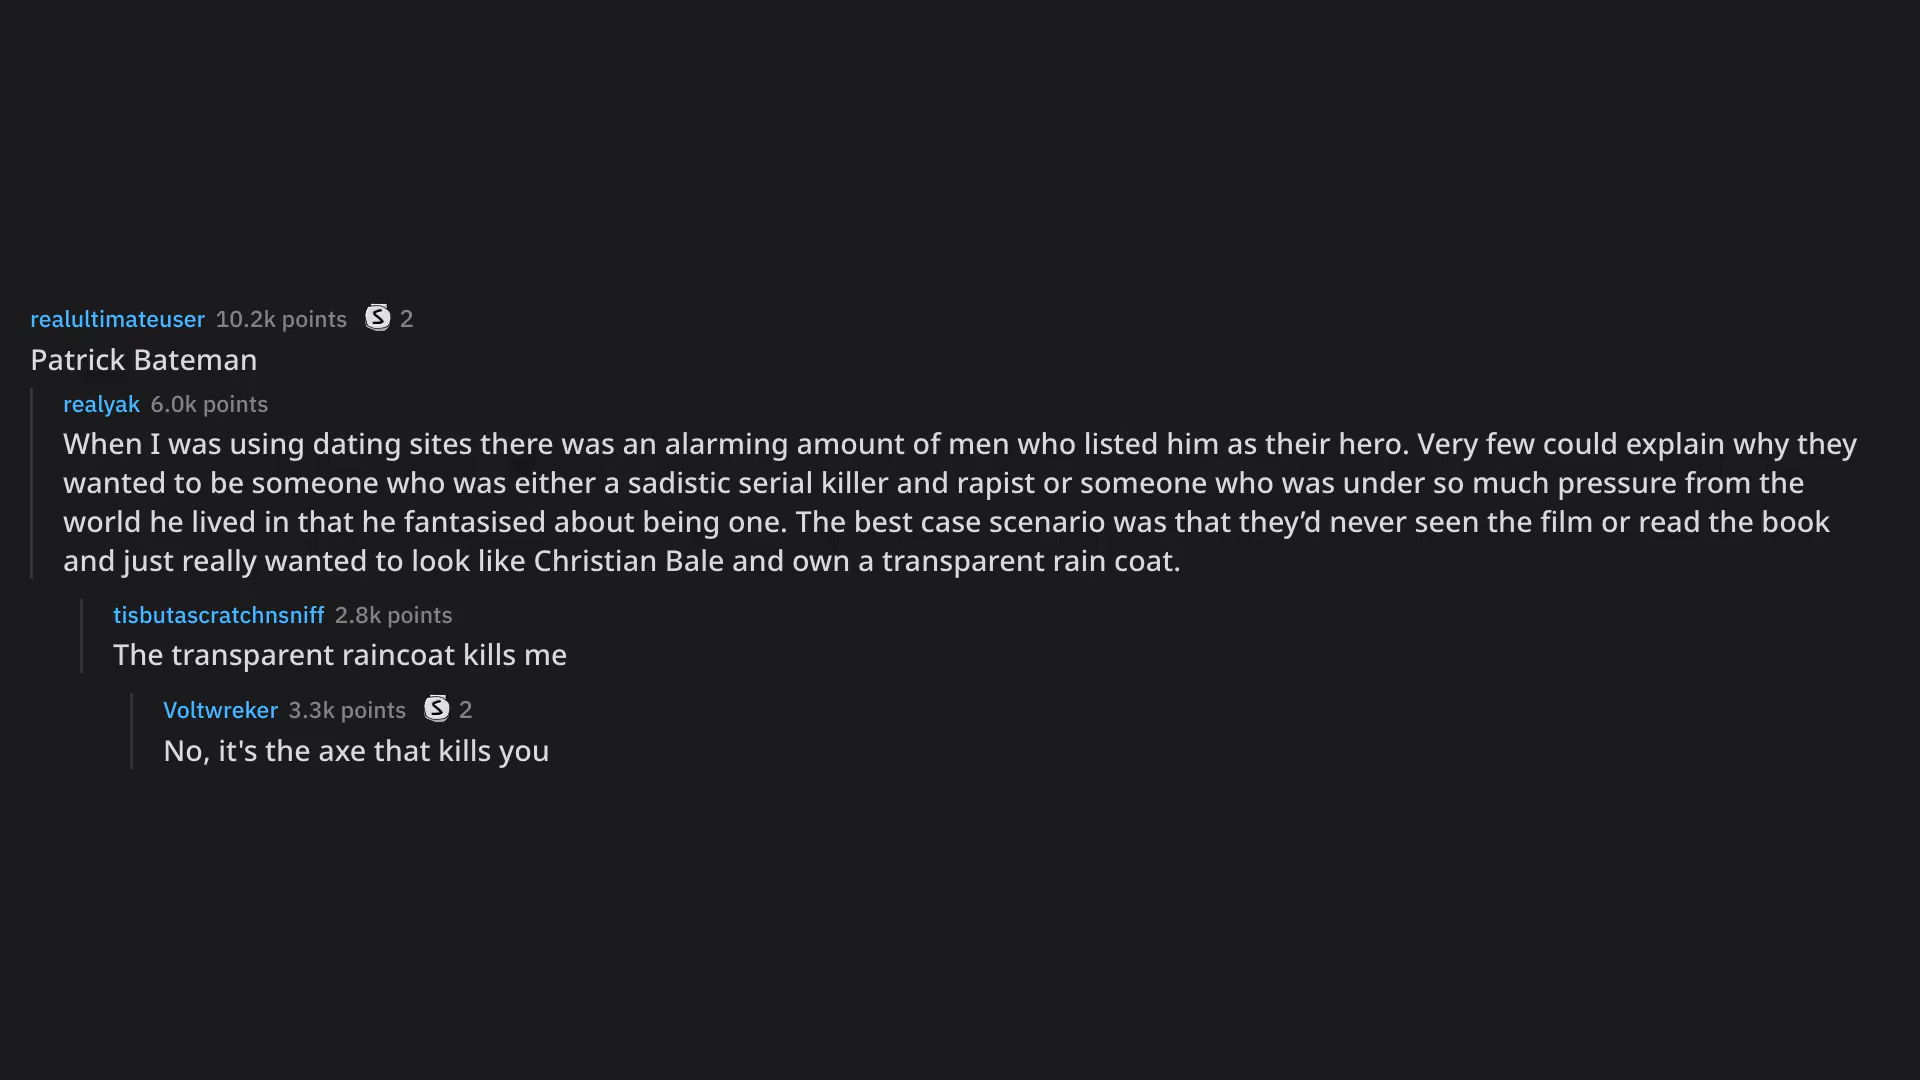 realultimateuser 10.2k points S 2
Patrick Bateman
realyak 6.0k points
When I was using dating sites there was an alarming amount of men who listed him as their hero. Very few could explain why they
wanted to be someone who was either a sadistic serial killer and rapist or someone who was under so much pressure from the
world he lived in that he fantasised about being one. The best case scenario was that they’d never seen the film or read the book
and just really wanted to look like Christian Bale and own a transparent rain coat.
tisbutascratchnsniff 2.8k points
The transparent raincoat kills me
Voltwreker 3.3k points S 2
No, it's the axe that kills you